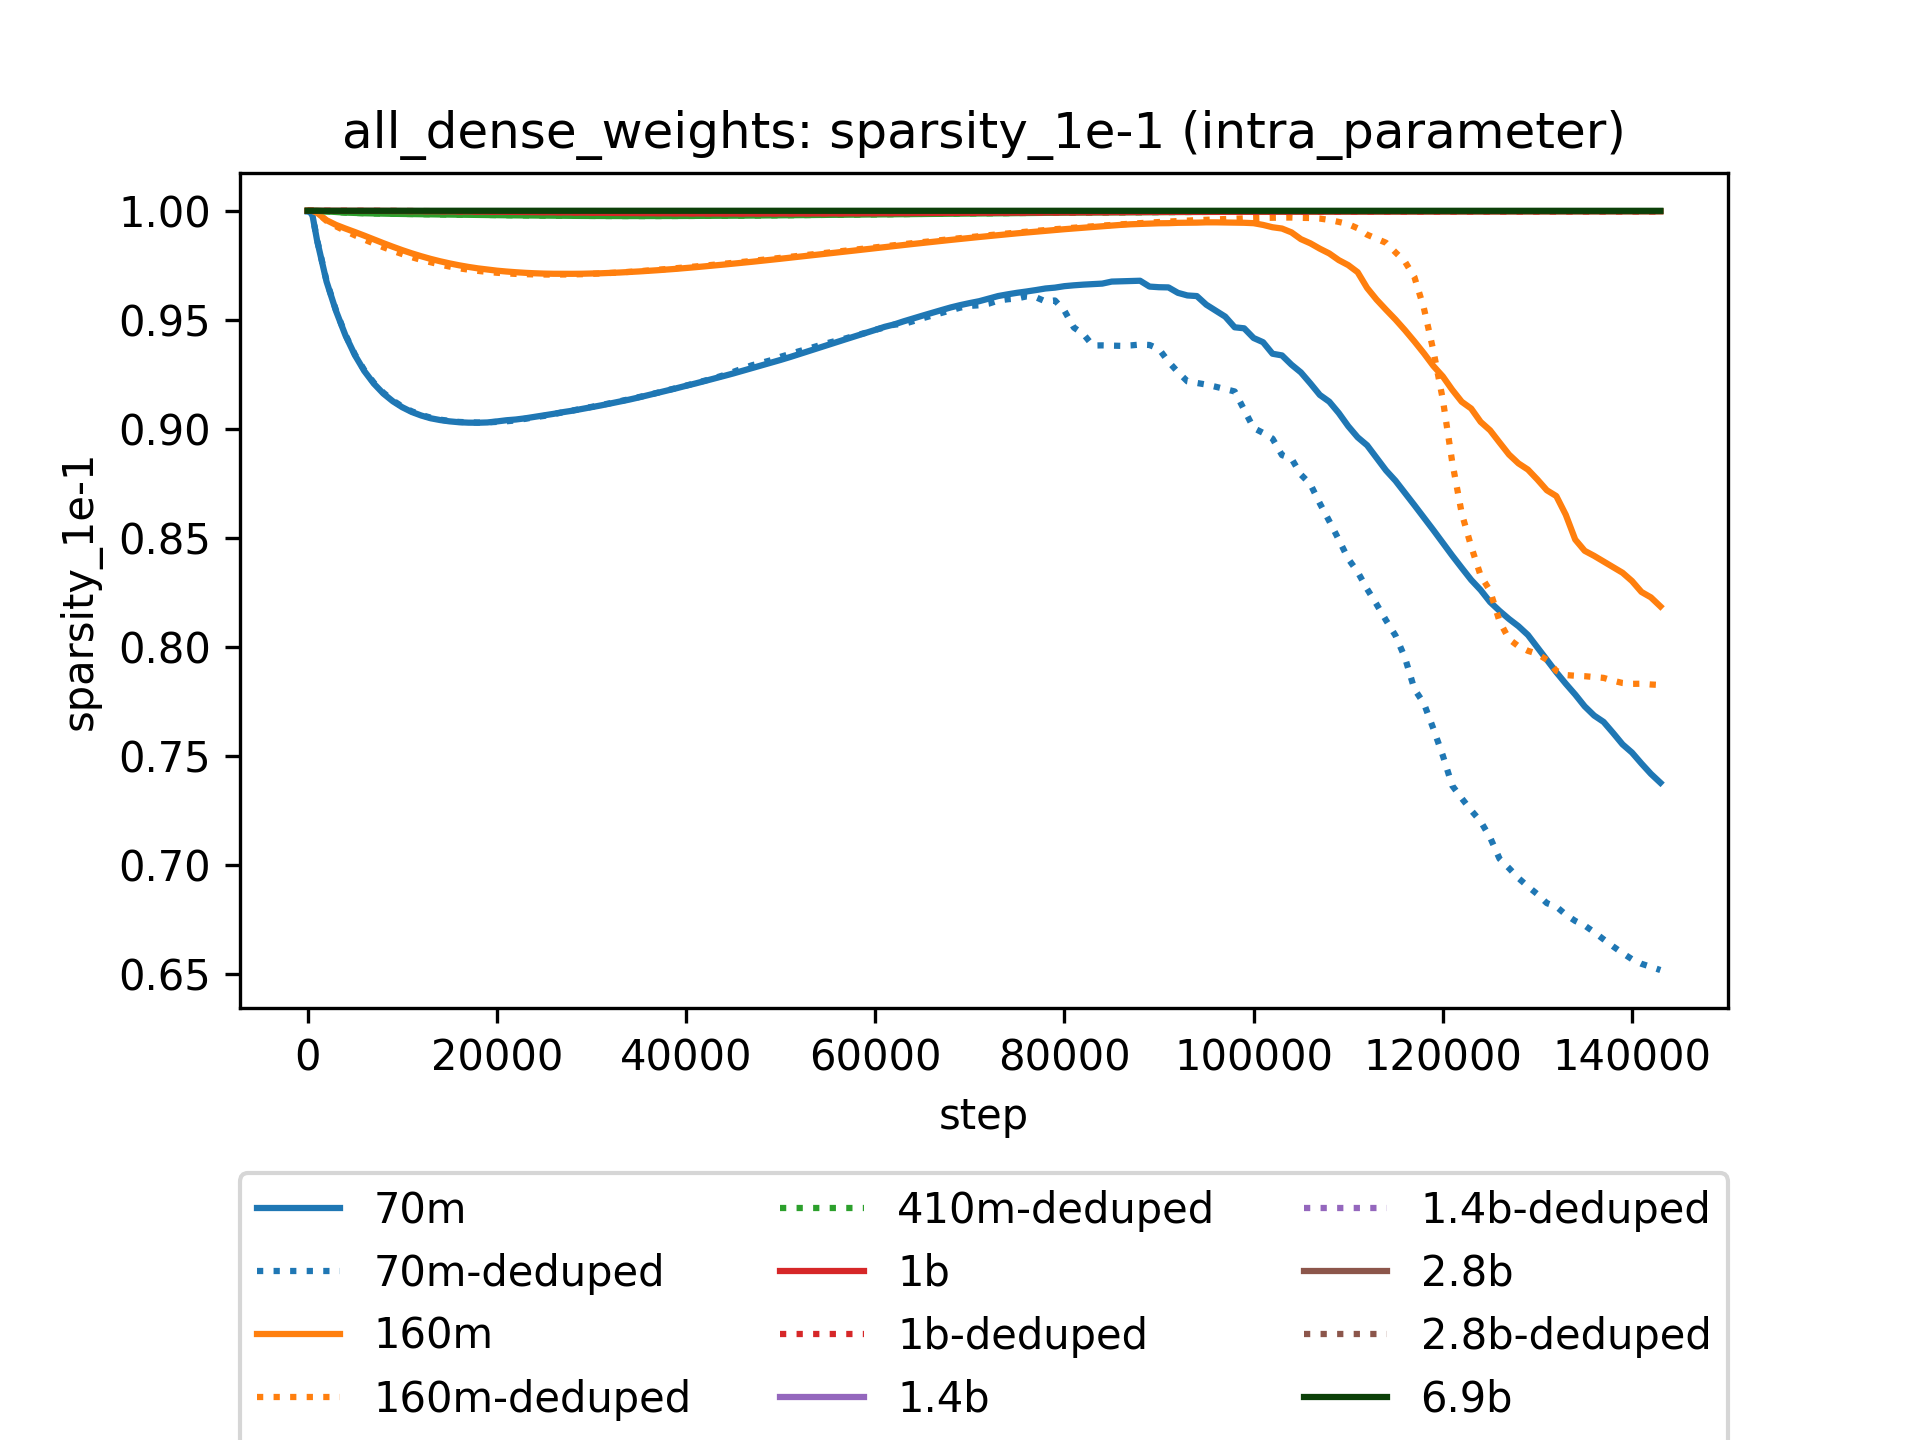 all_dense_weights: sparsity_1e-1 (intra_parameter)
1.00
0.95
0.90
0.85
0.80
0.75
0.70
0.65
sparsity_1e-1
0 20000 40000 60000 80000 100000 120000 140000
step
70m 410m-deduped 1.4b-deduped
70m-deduped 1b 2.8b
160m 1b-deduped 2.8b-deduped
160m-deduped 1.4b 6.9b